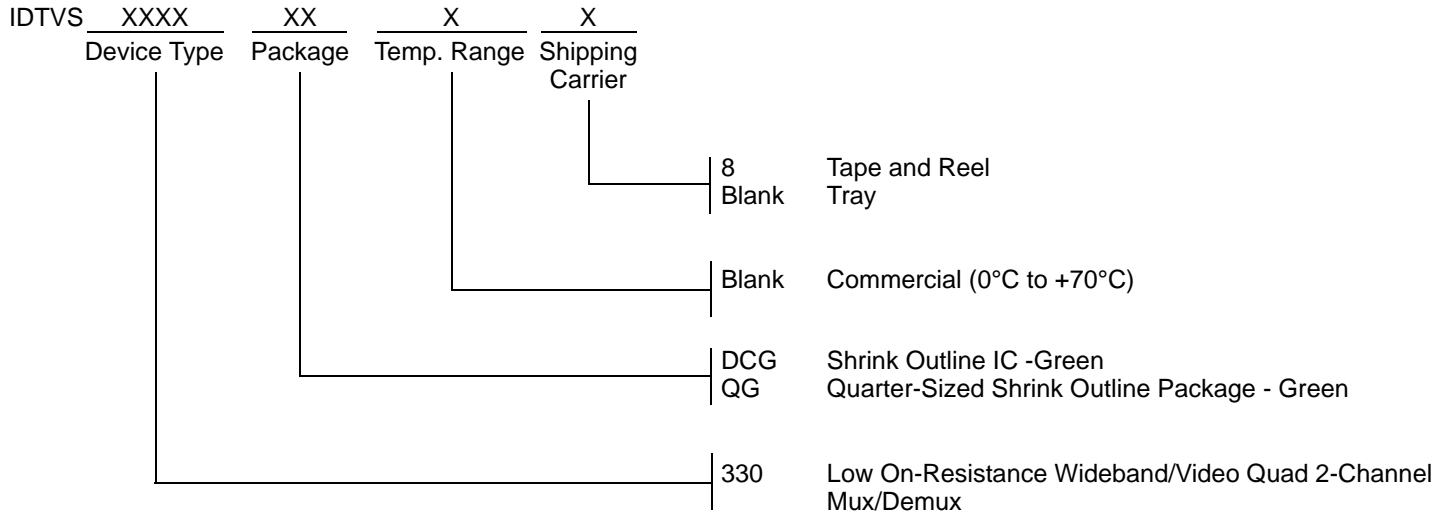 IDTVS XXXX XX X X
Device Type Package Temp. Range Shipping
Carrier
8 Tape and Reel
Blank Tray
Blank Commercial (0°C to +70°C)
DCG Shrink Outline IC -Green
QG Quarter-Sized Shrink Outline Package - Green
330 Low On-Resistance Wideband/Video Quad 2-Channel
Mux/Demux